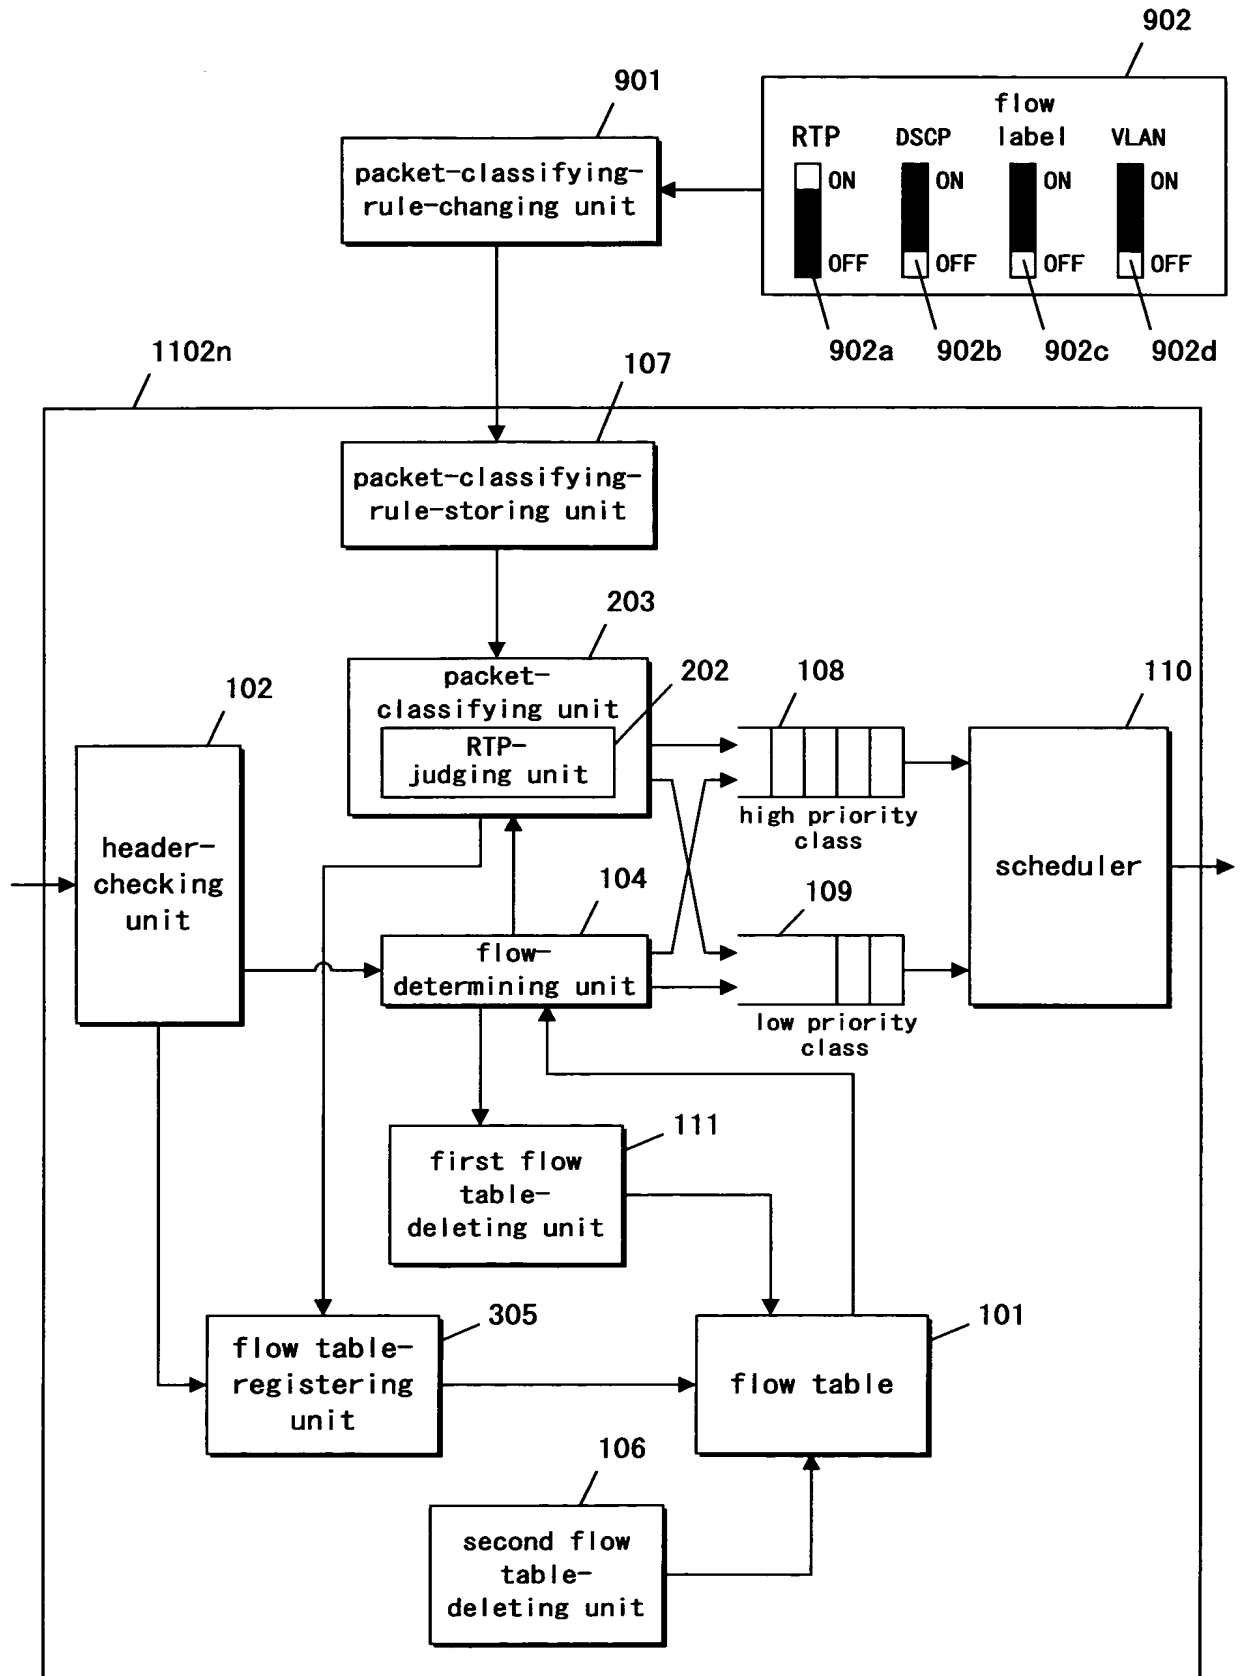 902
901
flow
RTP
DSCP
label
VLAN
packet-classifying-
rule-changing unit
ON
ON
ON
ON
OFF
OFF
OFF
OFF
902a
902b
902c
902d
1102n
107
packet-classifying-
rule-storing unit
203
packet-
classifying unit
202
RTP-
judging unit
102
108
110
header-
checking
unit
high priority
class
scheduler
104
109
flow-
determining unit
low priority
class
111
first flow
table-
deleting unit
305
flow table-
registering
unit
101
flow table
106
second flow
table-
deleting unit